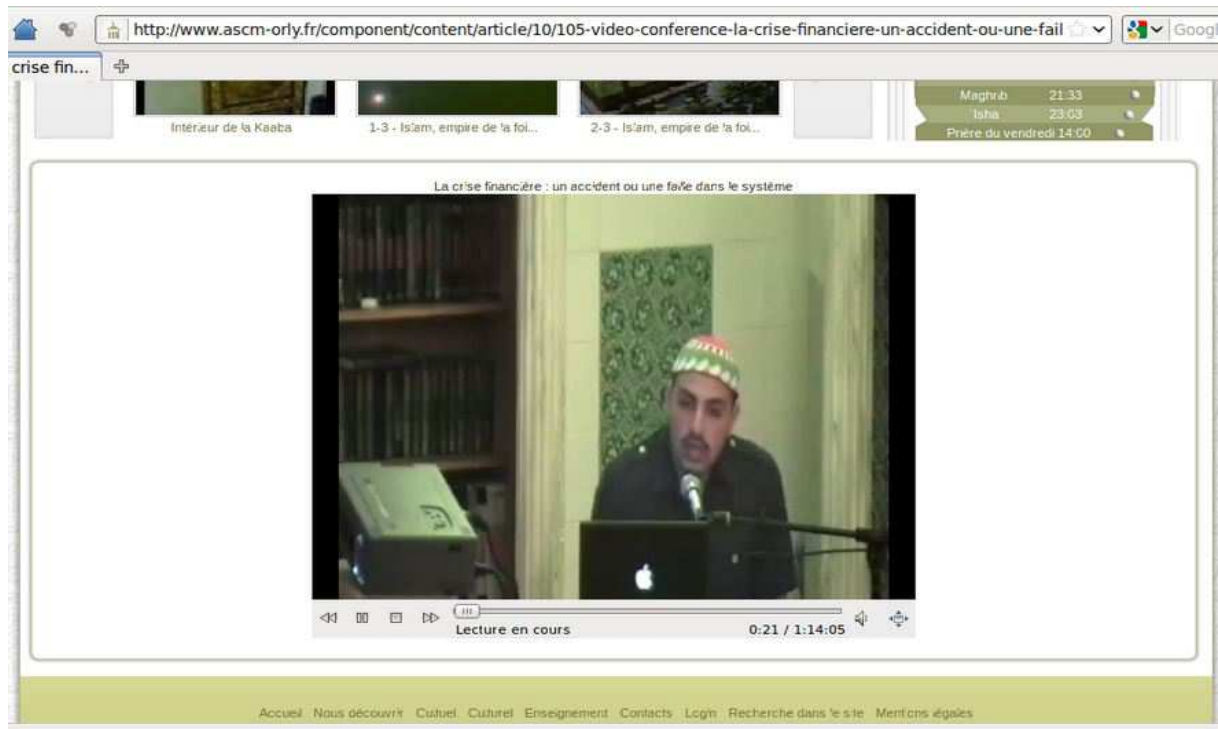 http://www.ascm-orly.fr/component/content/article/10/105-video-conference-la-crise-financiere-un-accident-ou-une-fail
Googl
crise fin...
Intérieur de la Kaaba
1-3 - Islam, empire de la foi...
2-3 - Islam, empire de la foi...
Maghrib 21:33
Isha 23:03
Prière du vendredi 14:00
La crise financière : un accident ou une faille dans le système
Lecture en cours
0:21 / 1:14:05
Accueil Nous découvrir Cultuel Culturel Enseignement Contacts Login Recherche dans le site Mentions légales